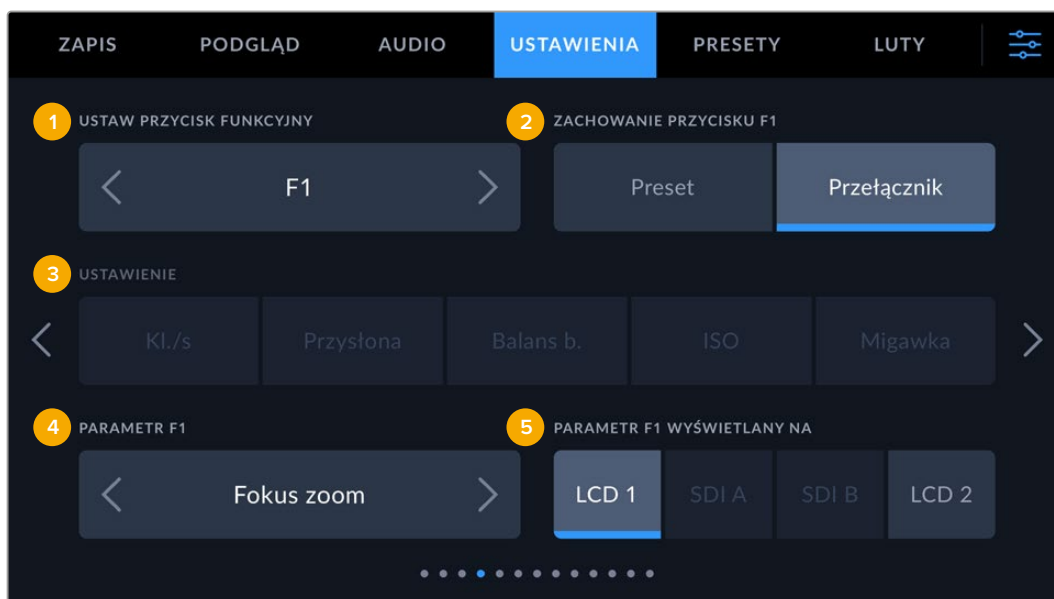 ZAPIS PODGLĄD AUDIO USTAWIENIA PRESETY LUTY
1 USTAW PRZYCISK FUNKCYJNY 2 ZACHOWANIE PRZYCISKU F1
F1 Preset Przełącznik
3 USTAWIENIE
Kl./s Przysłona Balans b. ISO Migawka
4 PARAMETR F1 5 PARAMETR F1 WYŚWIETLANY NA
Fokus zoom LCD 1 SDI A SDI B LCD 2